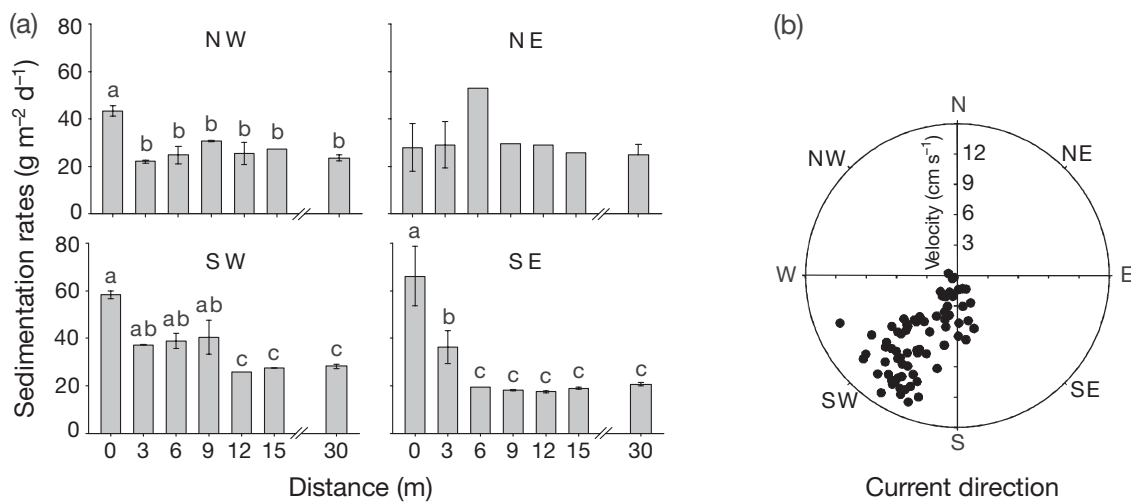 (a)
Sedimentation rates (g m⁻² d⁻¹)
80
60
40
20
0
NW
a
b
b
b
b
b
b
NE
80
60
40
20
0
SW
a
ab
ab
ab
c
c
c
0 3 6 9 12 15 30
SE
a
b
c
c
c
c
c
0 3 6 9 12 15 30
Distance (m)
(b)
N
NW
NE
Velocity (cm s⁻¹)
12
9
6
3
W
E
SW
SE
S
Current direction